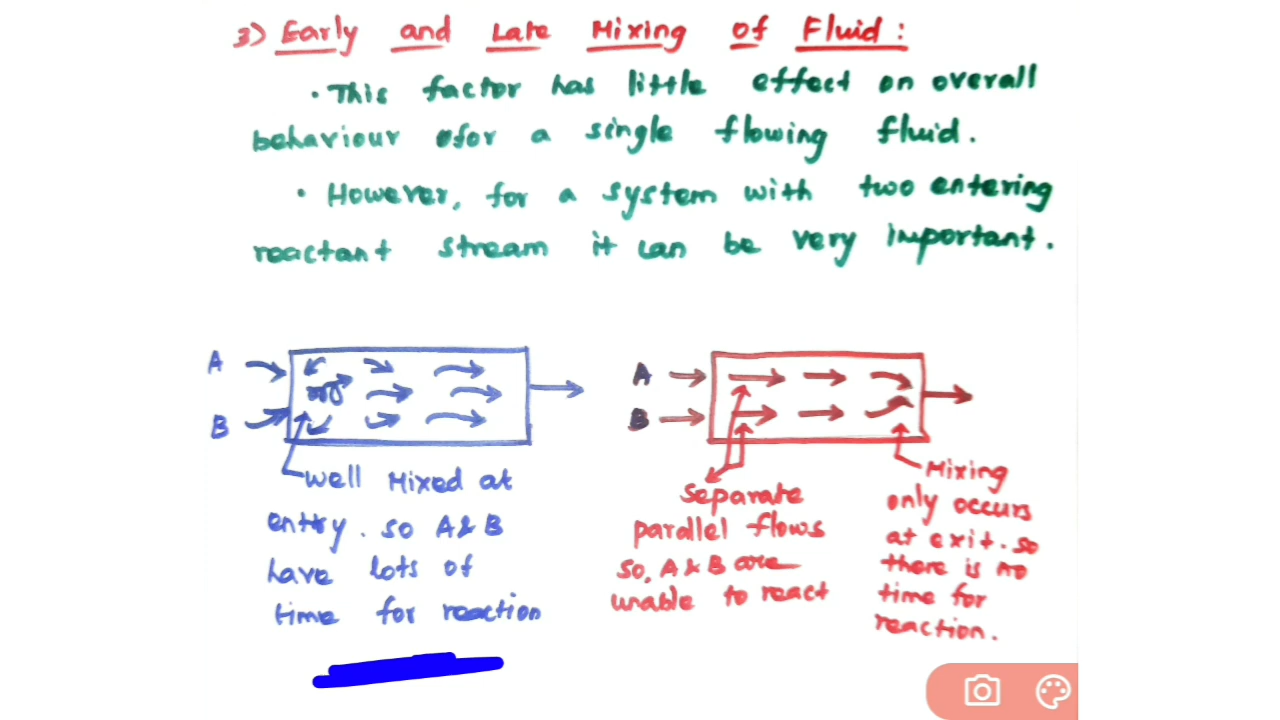 3) Early and Late Mixing of Fluid:
· This factor has little effect on overall
behaviour for a single flowing fluid.
· However, for a system with two entering
reactant stream it can be very important.
A
B
well Mixed at
entry. so A & B
have lots of
time for reaction
A
B
Separate
parallel flows
so, A & B are
unable to react
Mixing
only occurs
at exit. so
there is no
time for
reaction.